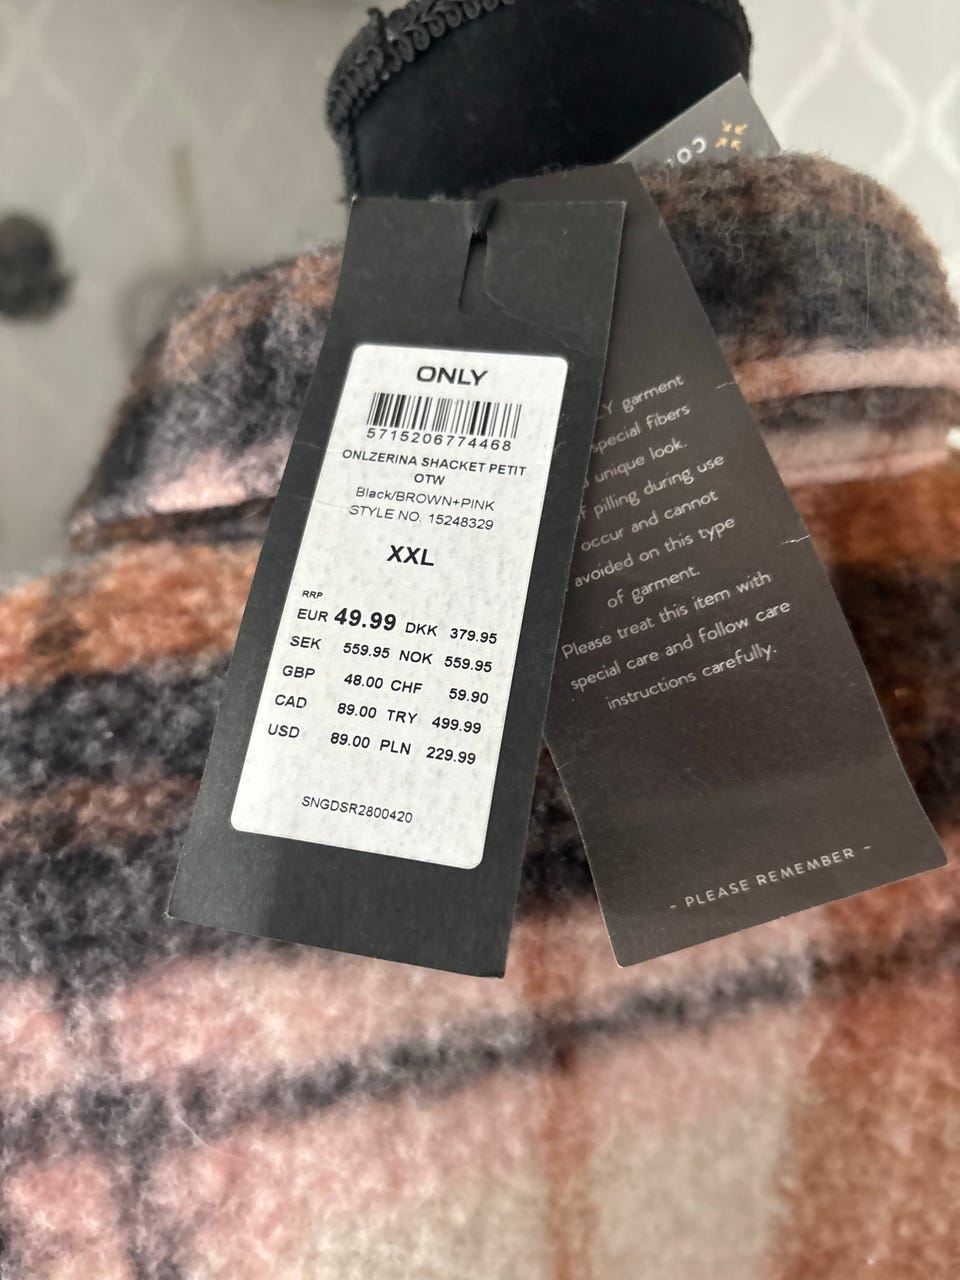 ONLY
5715206774468
ONLZERINA SHACKET PETIT
OTW
Black/BROWN+PINK
STYLE NO. 15248329
XXL
RRP
EUR 49.99 DKK 379.95
SEK 559.95 NOK 559.95
GBP 48.00 CHF 59.90
CAD 89.00 TRY 499.99
USD 89.00 PLN 229.99
SNGDSR2800420
garment
special fibers
unique look.
pilling during use
occur and cannot
avoided on this type
of garment.
Please treat this item with
special care and follow care
instructions carefully.
- PLEASE REMEMBER -